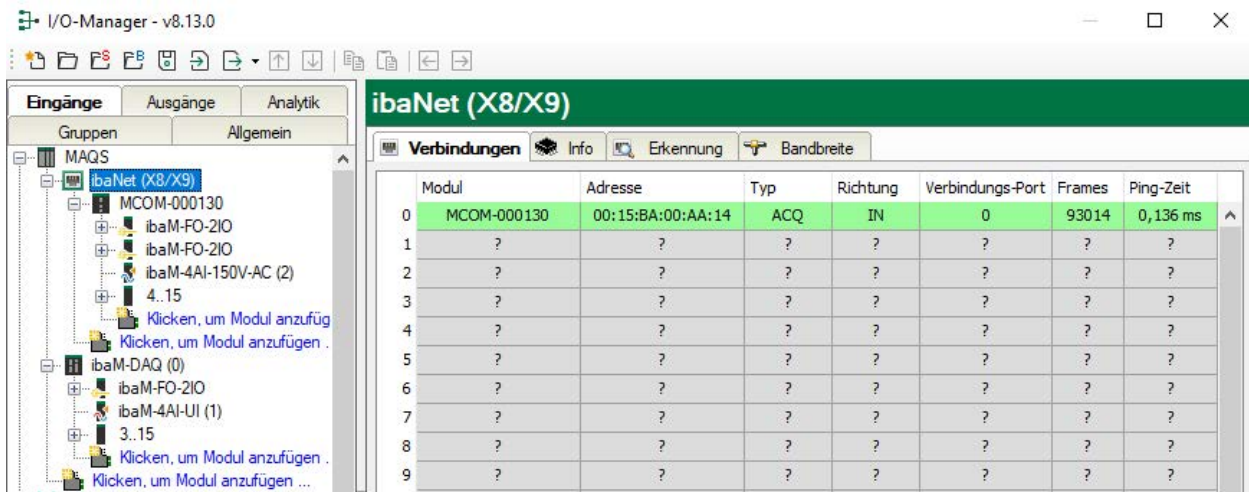 I/O-Manager - v8.13.0
Eingänge Ausgänge Analytik
Gruppen Allgemein
MAQS
ibaNet (X8/X9)
MCOM-000130
ibaM-FO-2IO
ibaM-FO-2IO
ibaM-4AI-150V-AC (2)
4..15
Klicken, um Modul anzufüg
Klicken, um Modul anzufügen .
ibaM-DAQ (0)
ibaM-FO-2IO
ibaM-4AI-UI (1)
3..15
Klicken, um Modul anzufügen .
Klicken, um Modul anzufügen ...
ibaNet (X8/X9)
Verbindungen Info Erkennung Bandbreite
Modul Adresse Typ Richtung Verbindungs-Port Frames Ping-Zeit
0 MCOM-000130 00:15:BA:00:AA:14 ACQ IN 0 93014 0,136 ms
1 ? ? ? ? ? ? ?
2 ? ? ? ? ? ? ?
3 ? ? ? ? ? ? ?
4 ? ? ? ? ? ? ?
5 ? ? ? ? ? ? ?
6 ? ? ? ? ? ? ?
7 ? ? ? ? ? ? ?
8 ? ? ? ? ? ? ?
9 ? ? ? ? ? ? ?